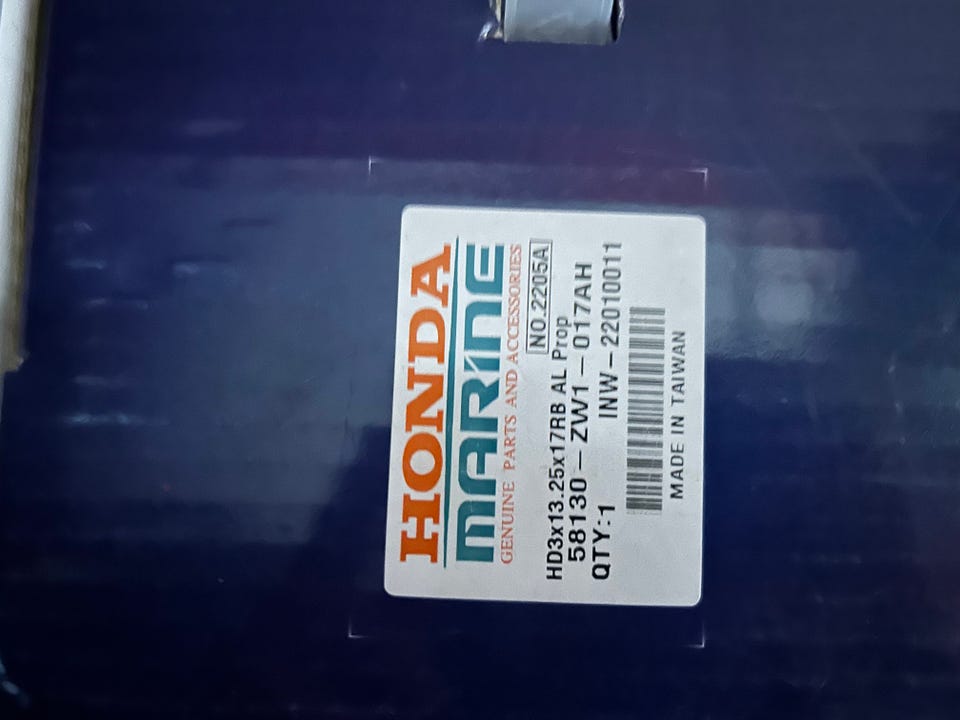 HONDA
MARINE
GENUINE PARTS AND ACCESSORIES
NO.2205A
HD3x13.25x17RB AL Prop
58130-ZW1-017AH
QTY:1 INW-22010011
MADE IN TAIWAN